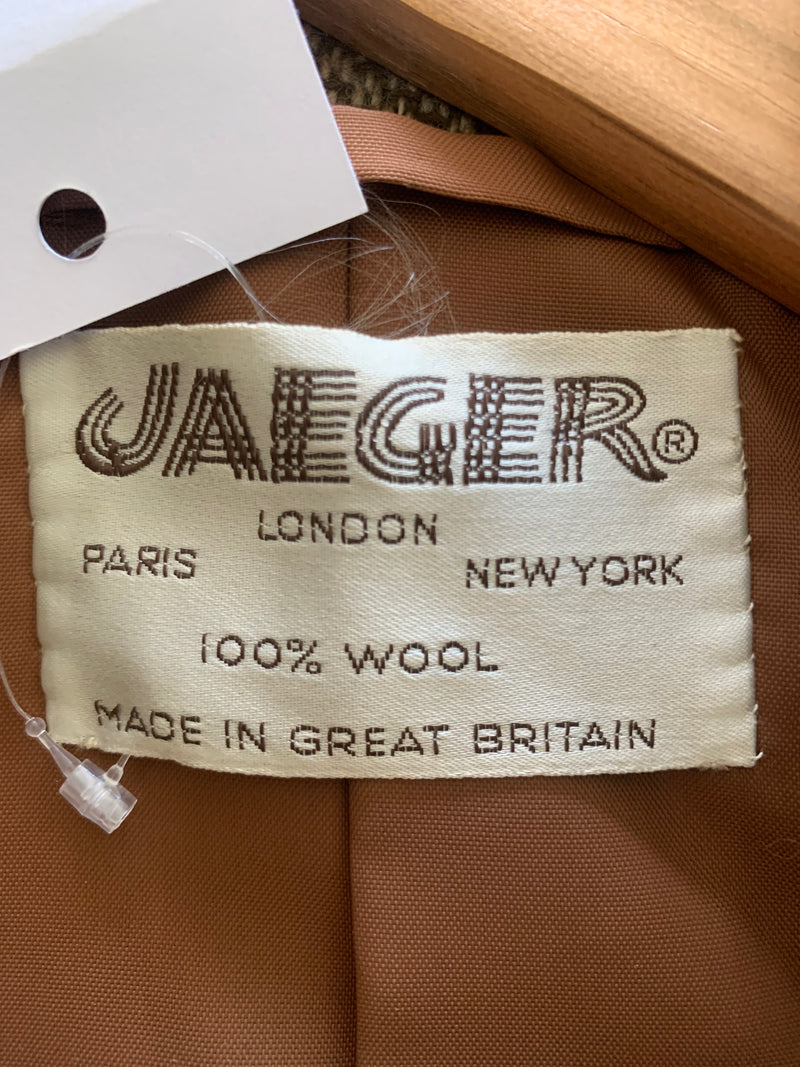 JAEGER®
LONDON
PARIS NEW YORK
100% WOOL
MADE IN GREAT BRITAIN